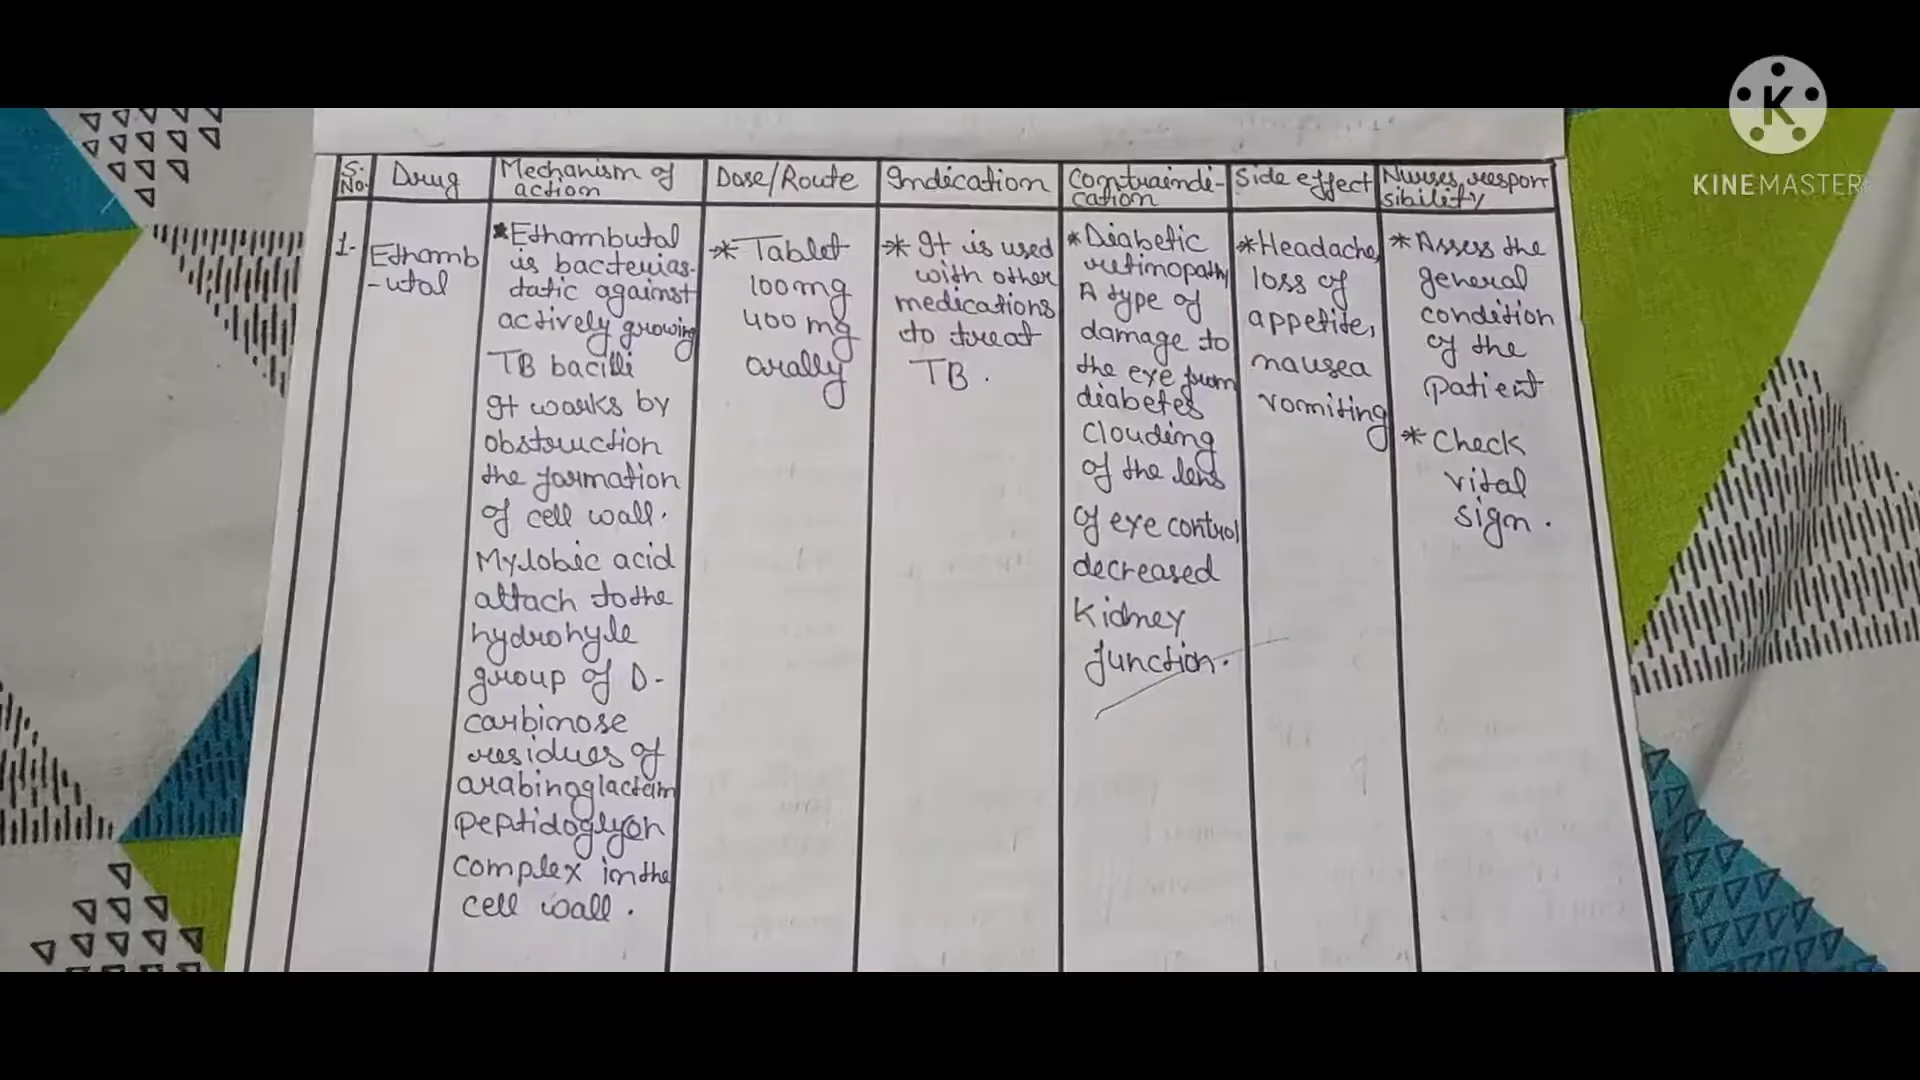 K
KINEMASTER
S. No.
Drug
Mechanism of
action
Dose/Route
Indication
Contraindi-
cation
Side effect
Nurses respon
sibility
1-
Ethamb
-utal
*Ethambutal
is bacterias-
tatic against
actively growing
TB bacilli
It works by
obstruction
the formation
of cell wall.
Mylobic acid
attach to the
hydrohyle
group of D-
carbinose
residues of
arabinoglactein
peptidoglyon
complex in the
cell wall.
* Tablet
100mg
400 mg
orally
* It is used
with other
medications
to treat
TB.
*Diabetic
retinopathy
A type of
damage to
the eye from
diabetes
Clouding
of the lens
of eye control
decreased
Kidney
function.
*Headache,
loss of
appetite,
nausea
vomiting
* Assess the
general
condition
of the
patient
* Check
vital
sign.